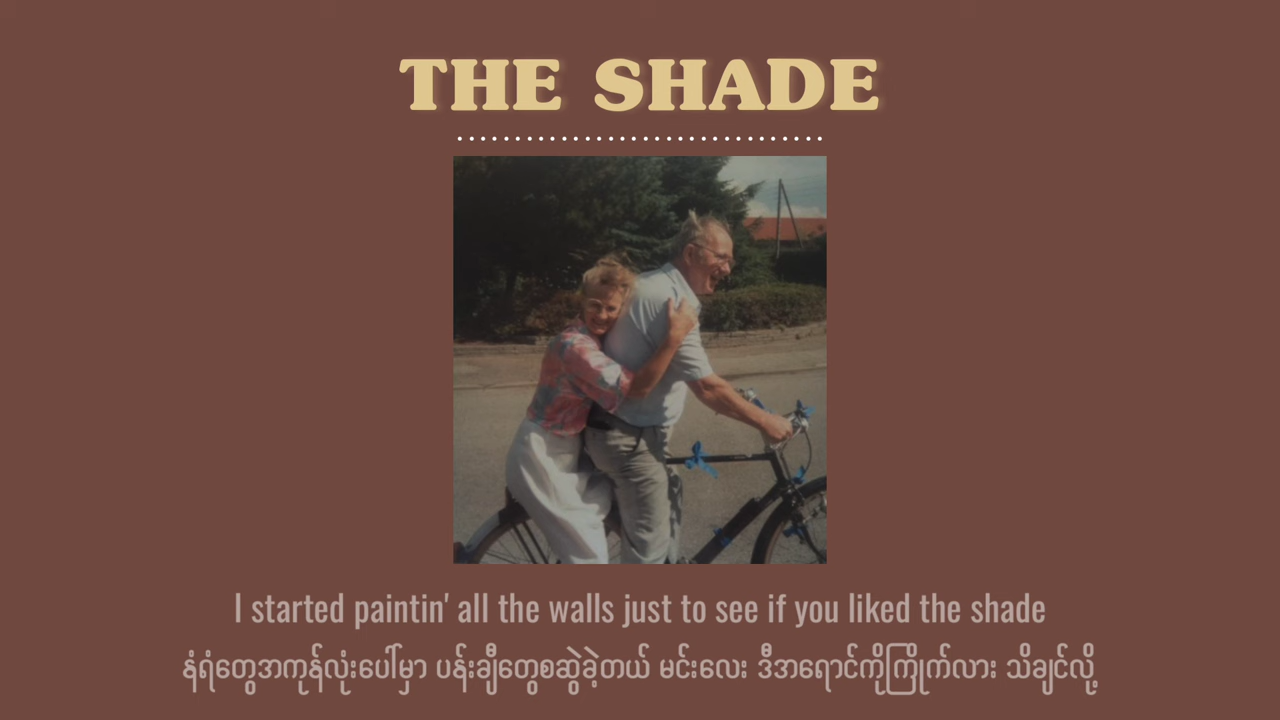 THE SHADE
I started paintin' all the walls just to see if you liked the shade
နံရံတွေအကုန်လုံးပေါ်မှာ ပန်းချီတွေစဆွဲခဲ့တယ် မင်းလေး ဒီအရောင်ကိုကြိုက်လား သိချင်လို့